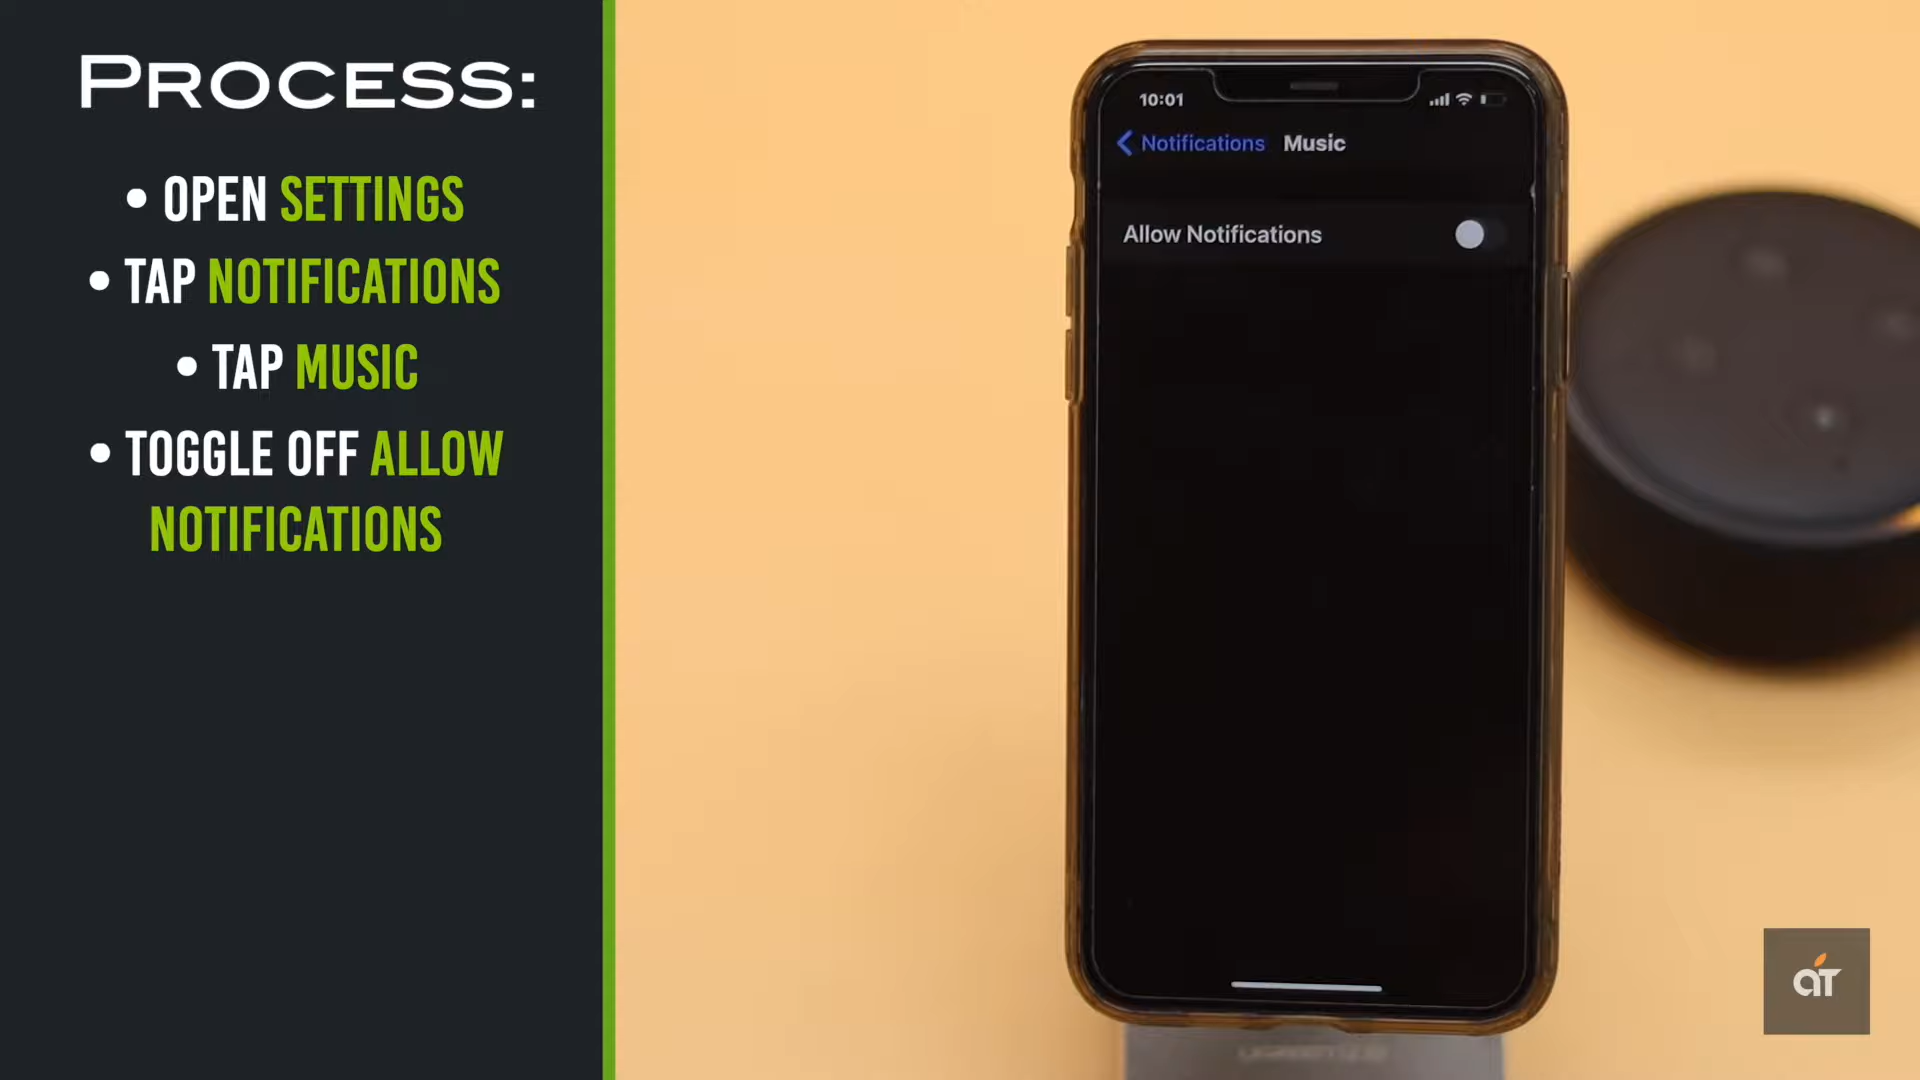 PROCESS:
• OPEN SETTINGS
• TAP NOTIFICATIONS
• TAP MUSIC
• TOGGLE OFF ALLOW
NOTIFICATIONS
10:01
Notifications Music
Allow Notifications
aT